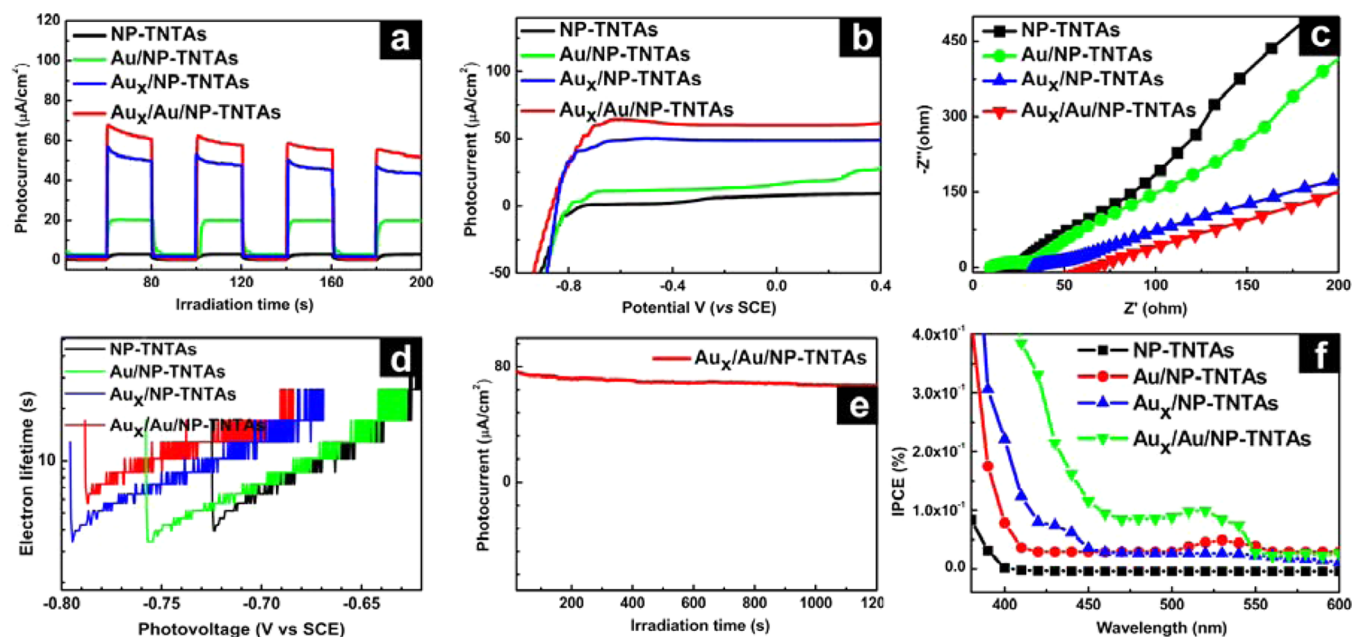 a
120
100
80
60
40
20
0
Photocurrent (μA/cm²)
NP-TNTAs
Au/NP-TNTAs
Auₓ/NP-TNTAs
Auₓ/Au/NP-TNTAs
80 120 160 200
Irradiation time (s)
b
150
100
50
0
-50
Photocurrent (μA/cm²)
NP-TNTAs
Au/NP-TNTAs
Auₓ/NP-TNTAs
Auₓ/Au/NP-TNTAs
-0.8 -0.4 0.0 0.4
Potential V (vs SCE)
c
450
300
150
0
-Z''(ohm)
NP-TNTAs
Au/NP-TNTAs
Auₓ/NP-TNTAs
Auₓ/Au/NP-TNTAs
0 50 100 150 200
Z' (ohm)
d
10
Electron lifetime (s)
NP-TNTAs
Au/NP-TNTAs
Auₓ/NP-TNTAs
Auₓ/Au/NP-TNTAs
-0.80 -0.75 -0.70 -0.65
Photovoltage (V vs SCE)
e
80
0
Photocurrent (μA/cm²)
Auₓ/Au/NP-TNTAs
200 400 600 800 1000 1200
Irradiation time (s)
f
4.0x10⁻¹
3.0x10⁻¹
2.0x10⁻¹
1.0x10⁻¹
0.0
IPCE (%)
NP-TNTAs
Au/NP-TNTAs
Auₓ/NP-TNTAs
Auₓ/Au/NP-TNTAs
400 450 500 550 600
Wavelength (nm)